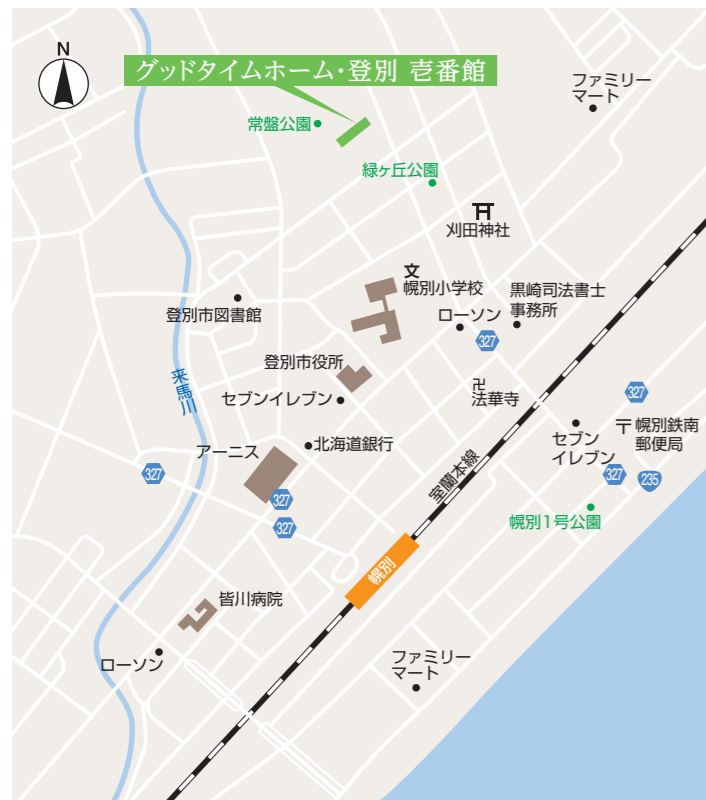 N
グッドタイムホーム・登別 壱番館
ファミリー
マート
常盤公園
緑ヶ丘公園
刈田神社
文
幌別小学校
黒崎司法書士
事務所
ローソン
327
登別市図書館
登別市役所
来馬川
卍
法華寺
327
セブンイレブン
セブン
イレブン
〒幌別鉄南
郵便局
北海道銀行
アーニス
327
327
235
室蘭本線
327
327
幌別1号公園
幌別
皆川病院
ローソン
ファミリー
マート